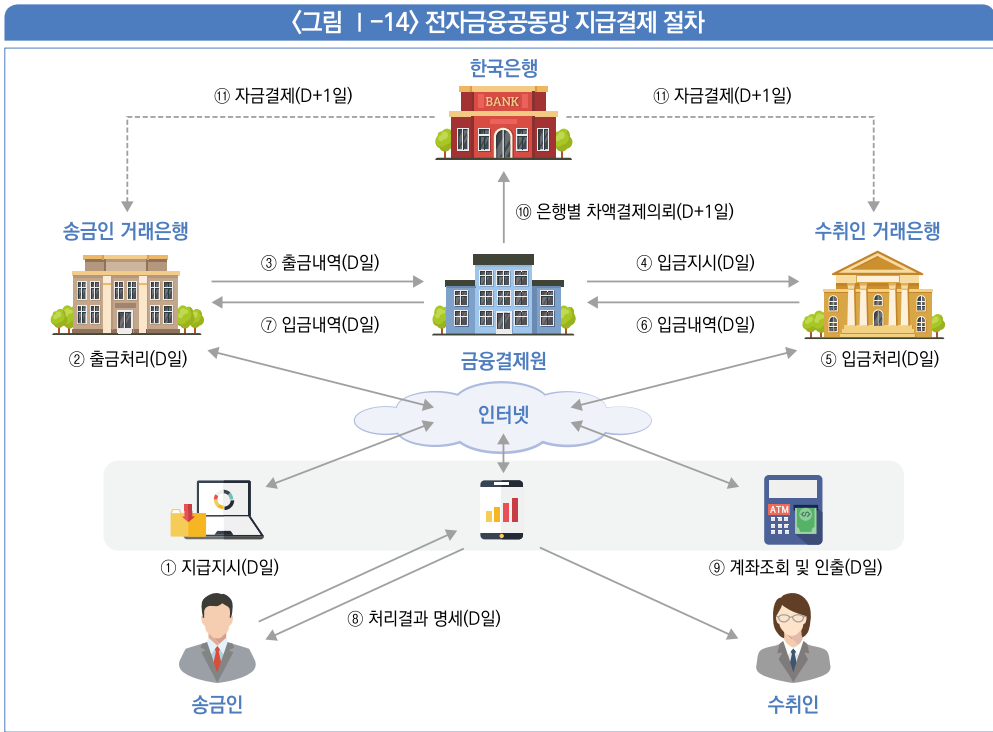 <그림 Ⅰ-14> 전자금융공동망 지급결제 절차
한국은행
⑪ 자금결제(D+1일)
⑪ 자금결제(D+1일)
BANK
⑩ 은행별 차액결제의뢰(D+1일)
송금인 거래은행
수취인 거래은행
③ 출금내역(D일)
④ 입금지시(D일)
⑦ 입금내역(D일)
⑥ 입금내역(D일)
② 출금처리(D일)
금융결제원
⑤ 입금처리(D일)
인터넷
ATM
① 지급지시(D일)
⑨ 계좌조회 및 인출(D일)
⑧ 처리결과 명세(D일)
송금인
수취인